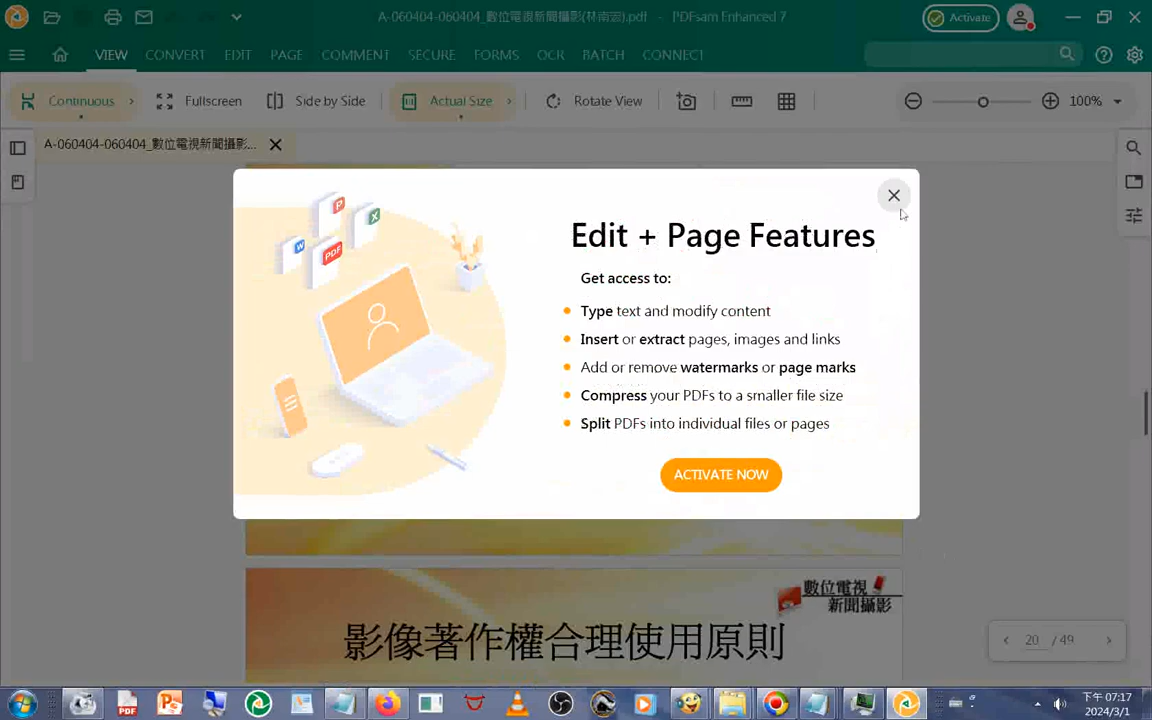 A-060404-060404_數位電視新聞攝影(林南宏).pdf - PDFsam Enhanced 7
Activate
VIEW CONVERT EDIT PAGE COMMENT SECURE FORMS OCR BATCH CONNECT
Continuous Fullscreen Side by Side Actual Size Rotate View 100%
A-060404-060404_數位電視新聞攝影...
Edit + Page Features
Get access to:
Type text and modify content
Insert or extract pages, images and links
Add or remove watermarks or page marks
Compress your PDFs to a smaller file size
Split PDFs into individual files or pages
ACTIVATE NOW
數位電視
新聞攝影
影像著作權合理使用原則
20 / 49
下午 07:17
2024/3/1